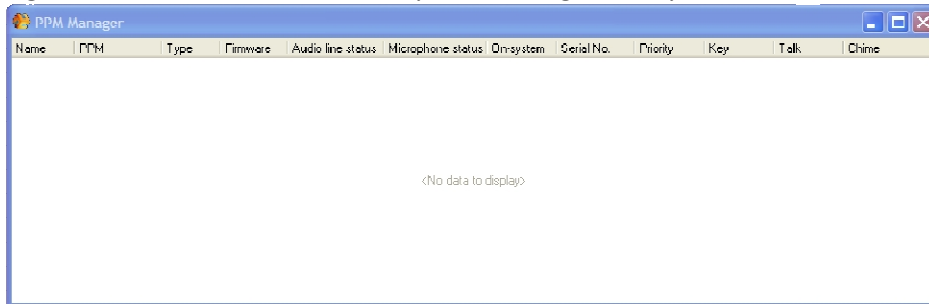 PPM Manager
Name PPM Type Firmware Audio line status Microphone status On-system Serial No. Priority Key Talk Chime
<No data to display>